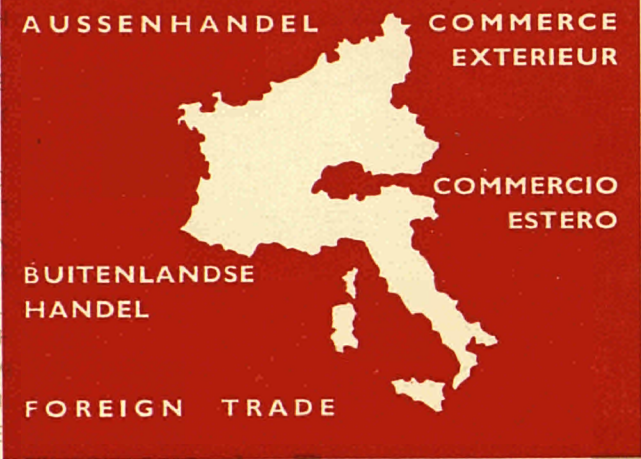 AUSSENHANDEL
COMMERCE
EXTERIEUR
COMMERCIO
ESTERO
BUITENLANDSE
HANDEL
FOREIGN TRADE